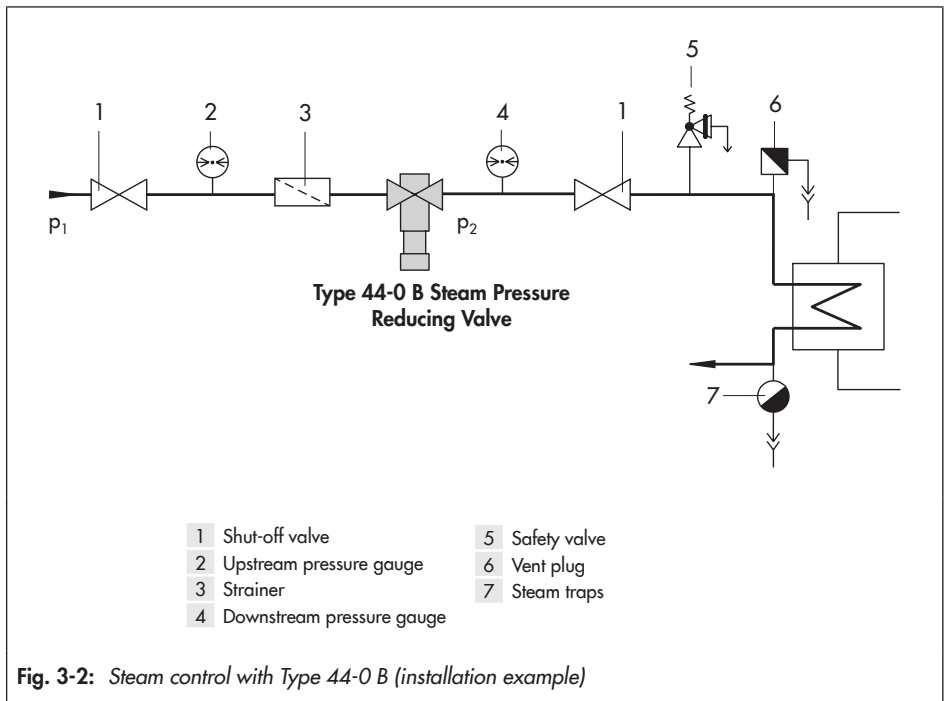 5
1
2
3
4
1
6
p1
p2
Type 44-0 B Steam Pressure
Reducing Valve
7
1 Shut-off valve
2 Upstream pressure gauge
3 Strainer
4 Downstream pressure gauge
5 Safety valve
6 Vent plug
7 Steam traps
Fig. 3-2: Steam control with Type 44-0 B (installation example)